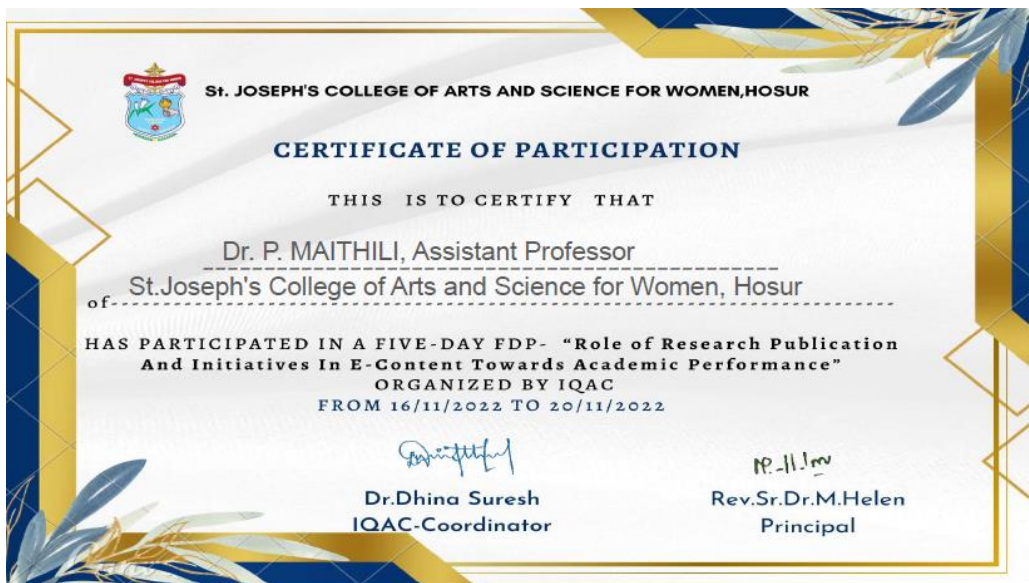 St. JOSEPH'S COLLEGE OF ARTS AND SCIENCE FOR WOMEN,HOSUR
CERTIFICATE OF PARTICIPATION
THIS IS TO CERTIFY THAT
Dr. P. MAITHILI, Assistant Professor
of St.Joseph's College of Arts and Science for Women, Hosur
HAS PARTICIPATED IN A FIVE-DAY FDP- “Role of Research Publication
And Initiatives In E-Content Towards Academic Performance”
ORGANIZED BY IQAC
FROM 16/11/2022 TO 20/11/2022
Dr.Dhina Suresh
IQAC-Coordinator
Rev.Sr.Dr.M.Helen
Principal